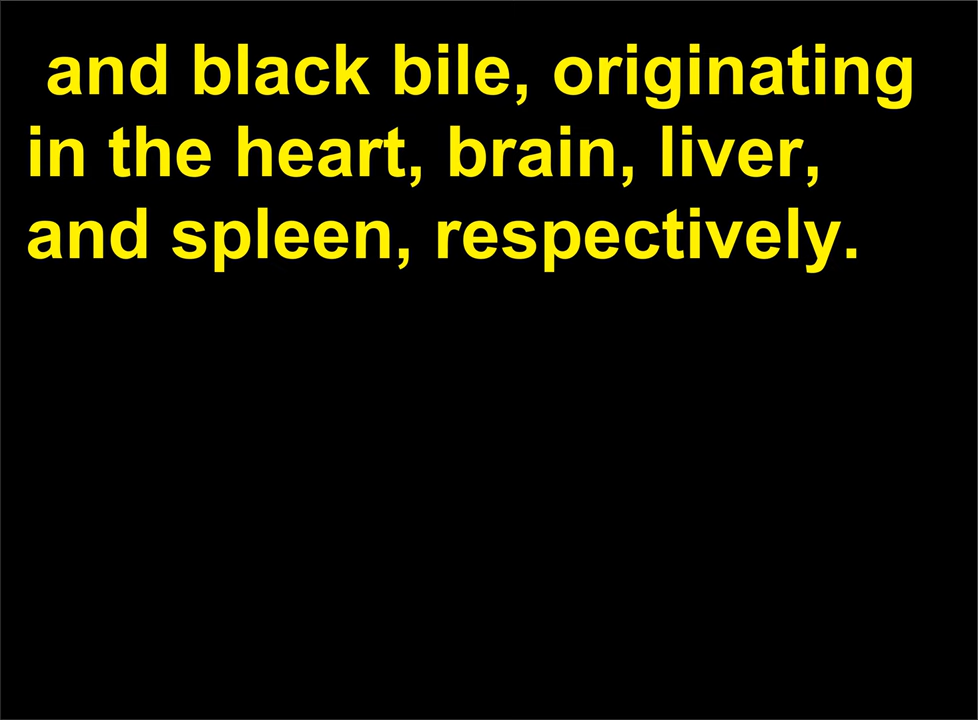 and black bile, originating
in the heart, brain, liver,
and spleen, respectively.